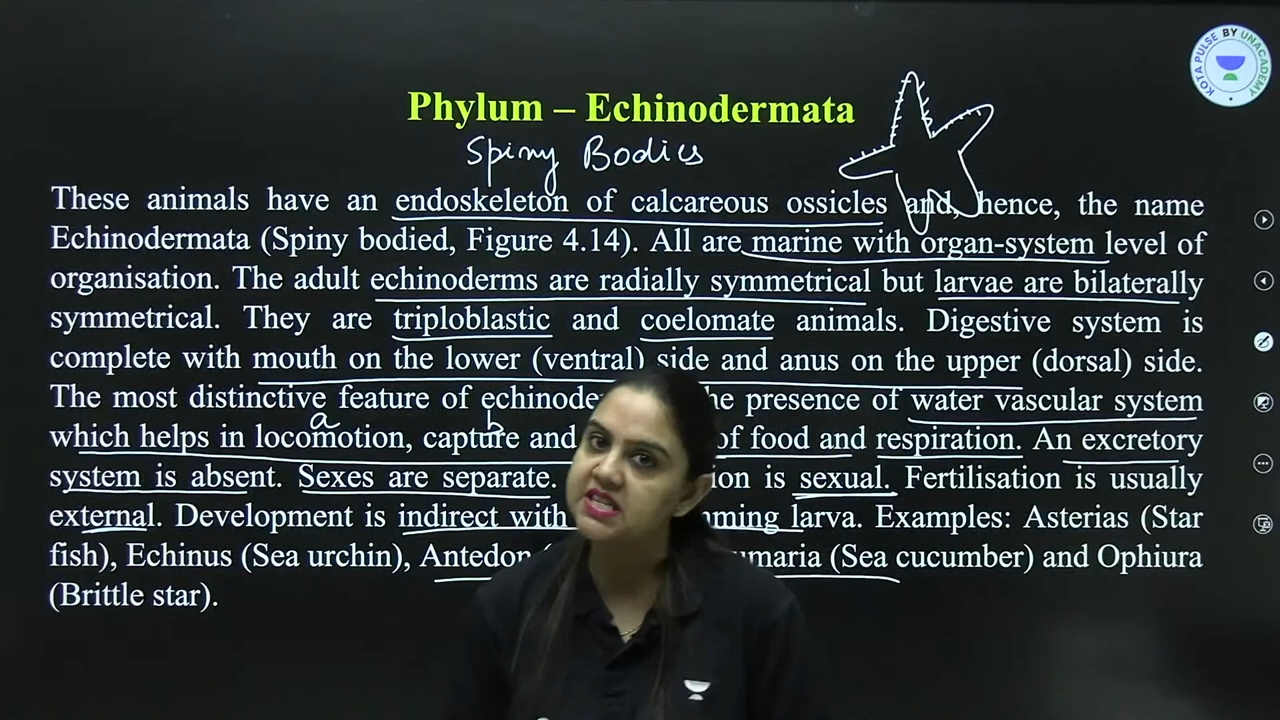 KOTA PULSE BY UNACADEMY
Phylum – Echinodermata
Spiny Bodies
These animals have an endoskeleton of calcareous ossicles and, hence, the name
Echinodermata (Spiny bodied, Figure 4.14). All are marine with organ-system level of
organisation. The adult echinoderms are radially symmetrical but larvae are bilaterally
symmetrical. They are triploblastic and coelomate animals. Digestive system is
complete with mouth on the lower (ventral) side and anus on the upper (dorsal) side.
The most distinctive feature of presence of water vascular system
a b
which helps in locomotion, capture and of food and respiration. An excretory
system is absent. Sexes are separate. is sexual. Fertilisation is usually
external. Development is indirect with larva. Examples: Asterias (Star
fish), Echinus (Sea urchin), Antedon (Sea cucumber) and Ophiura
(Brittle star).